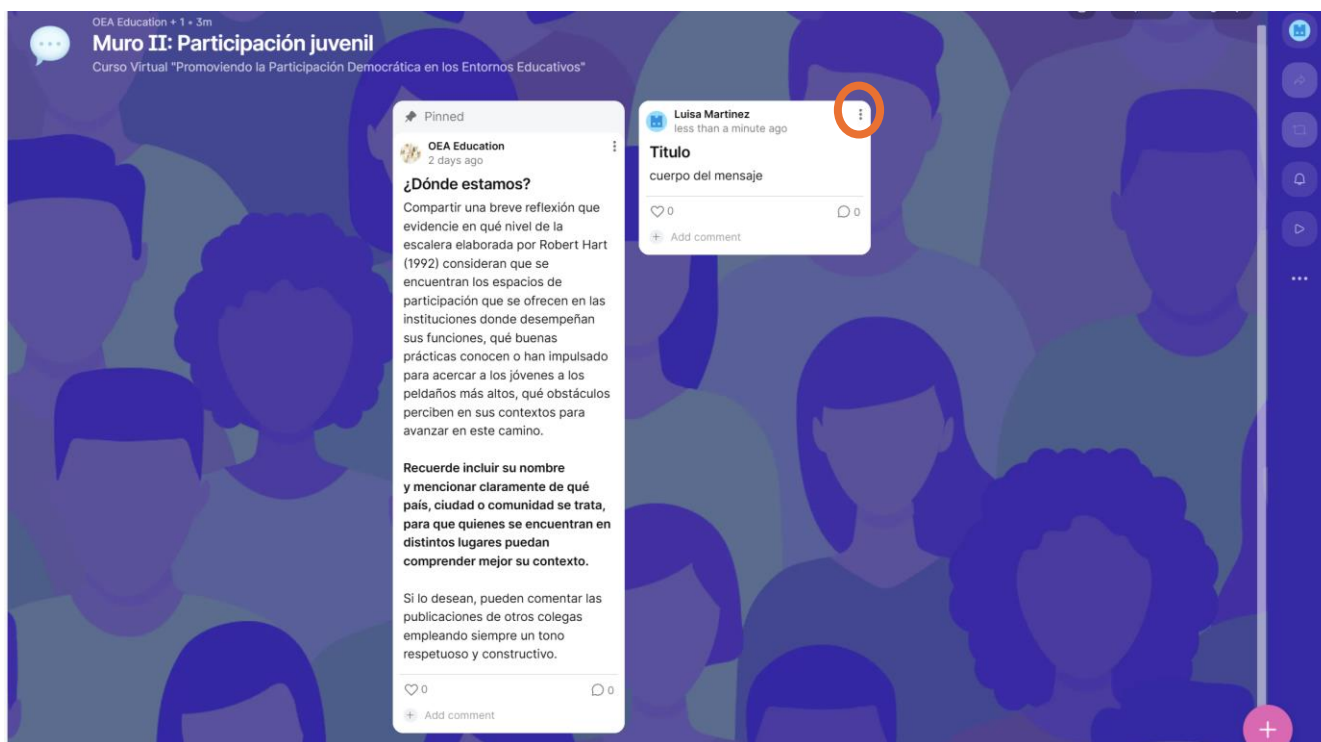 OEA Education + 1 • 3m
Muro II: Participación juvenil
Curso Virtual "Promoviendo la Participación Democrática en los Entornos Educativos"
Pinned
OEA Education
2 days ago
¿Dónde estamos?
Compartir una breve reflexión que
evidencie en qué nivel de la
escalera elaborada por Robert Hart
(1992) consideran que se
encuentran los espacios de
participación que se ofrecen en las
instituciones donde desempeñan
sus funciones, qué buenas
prácticas conocen o han impulsado
para acercar a los jóvenes a los
peldaños más altos, qué obstáculos
perciben en sus contextos para
avanzar en este camino.
Recuerde incluir su nombre
y mencionar claramente de qué
país, ciudad o comunidad se trata,
para que quienes se encuentran en
distintos lugares puedan
comprender mejor su contexto.
Si lo desean, pueden comentar las
publicaciones de otros colegas
empleando siempre un tono
respetuoso y constructivo.
0 0
Add comment
Luisa Martinez
less than a minute ago
Titulo
cuerpo del mensaje
0 0
Add comment